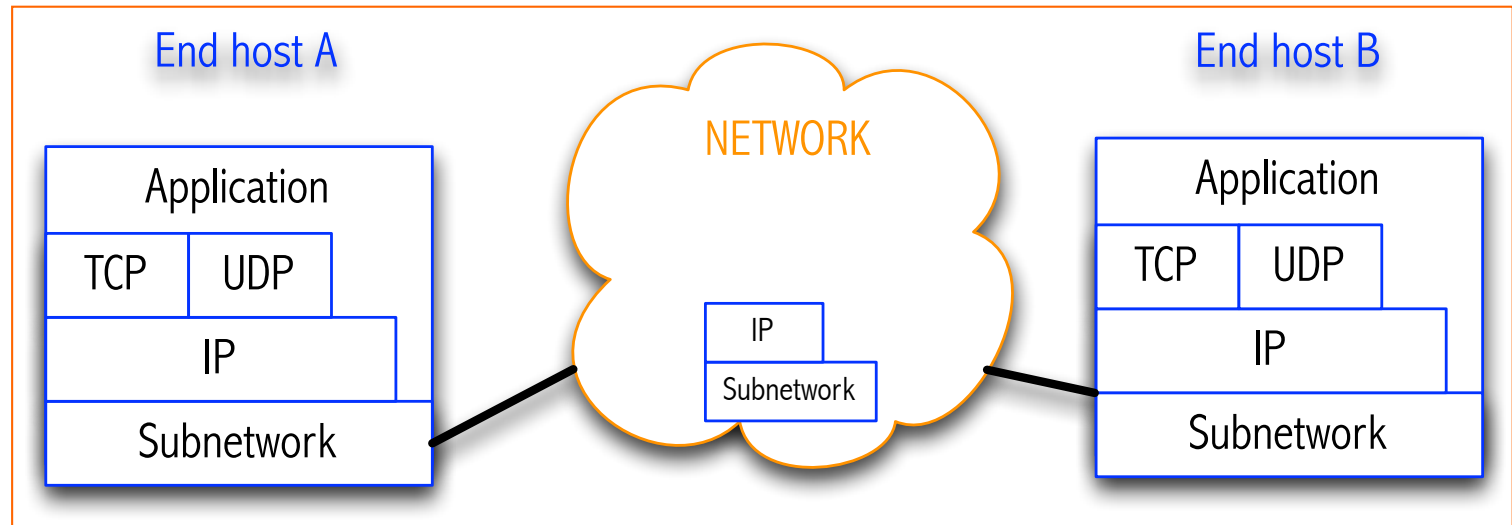 End host A
End host B
NETWORK
Application
TCP UDP
IP
Subnetwork
IP
Subnetwork
Application
TCP UDP
IP
Subnetwork